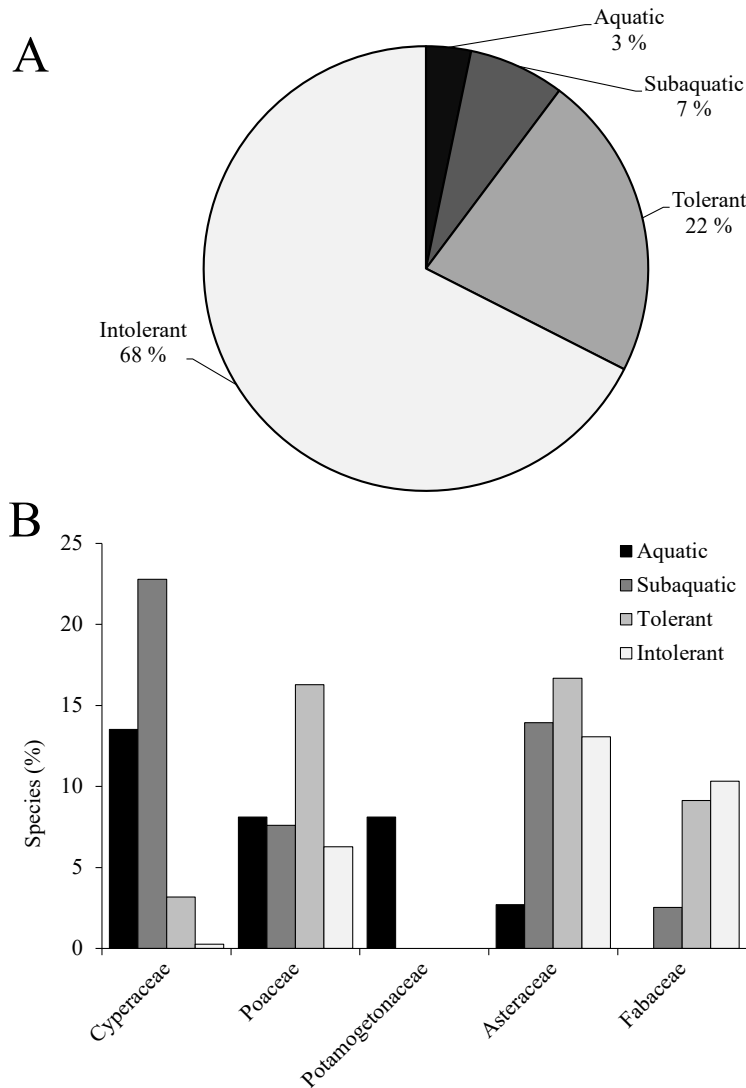 A
Aquatic
3 %
Subaquatic
7 %
Tolerant
22 %
Intolerant
68 %
B
Species (%)
25
20
15
10
5
0
Aquatic
Subaquatic
Tolerant
Intolerant
Cyperaceae
Poaceae
Potamogetonaceae
Asteraceae
Fabaceae